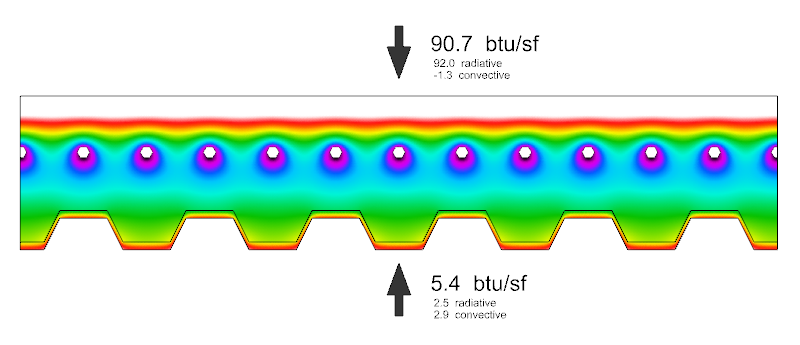 90.7 btu/sf
92.0 radiative
-1.3 convective
5.4 btu/sf
2.5 radiative
2.9 convective